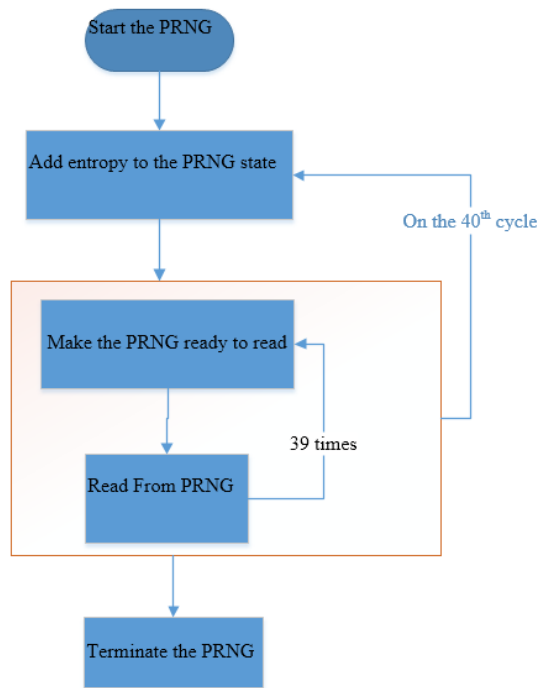 Start the PRNG
Add entropy to the PRNG state
On the 40th cycle
Make the PRNG ready to read
39 times
Read From PRNG
Terminate the PRNG